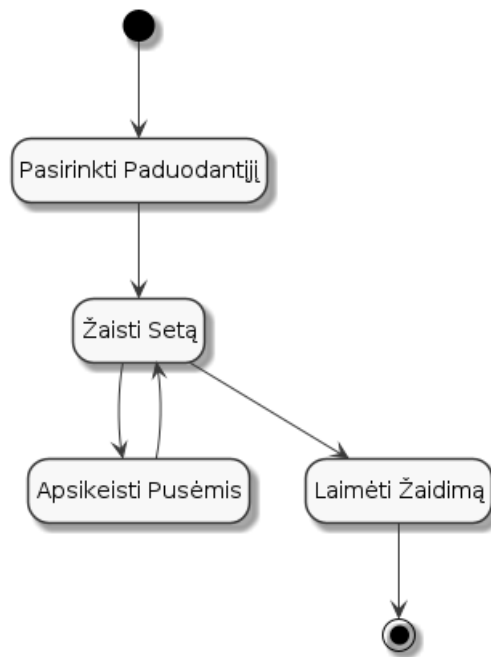 Pasirinkti Paduodantįjį
Žaisti Setą
Apsikeisti Pusėmis
Laimėti Žaidimą